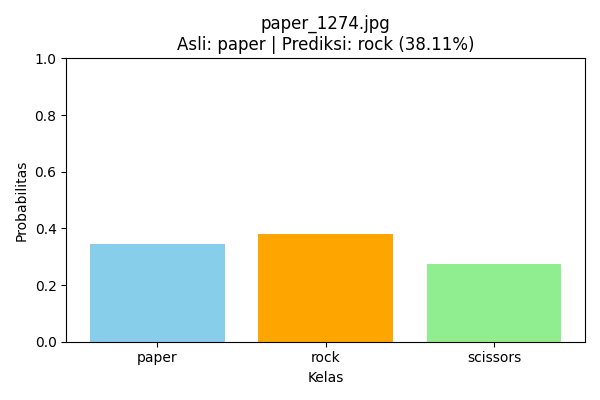 paper_1274.jpg
Asli: paper | Prediksi: rock (38.11%)
1.0
0.8
0.6
0.4
0.2
0.0
Probabilitas
paper rock scissors
Kelas